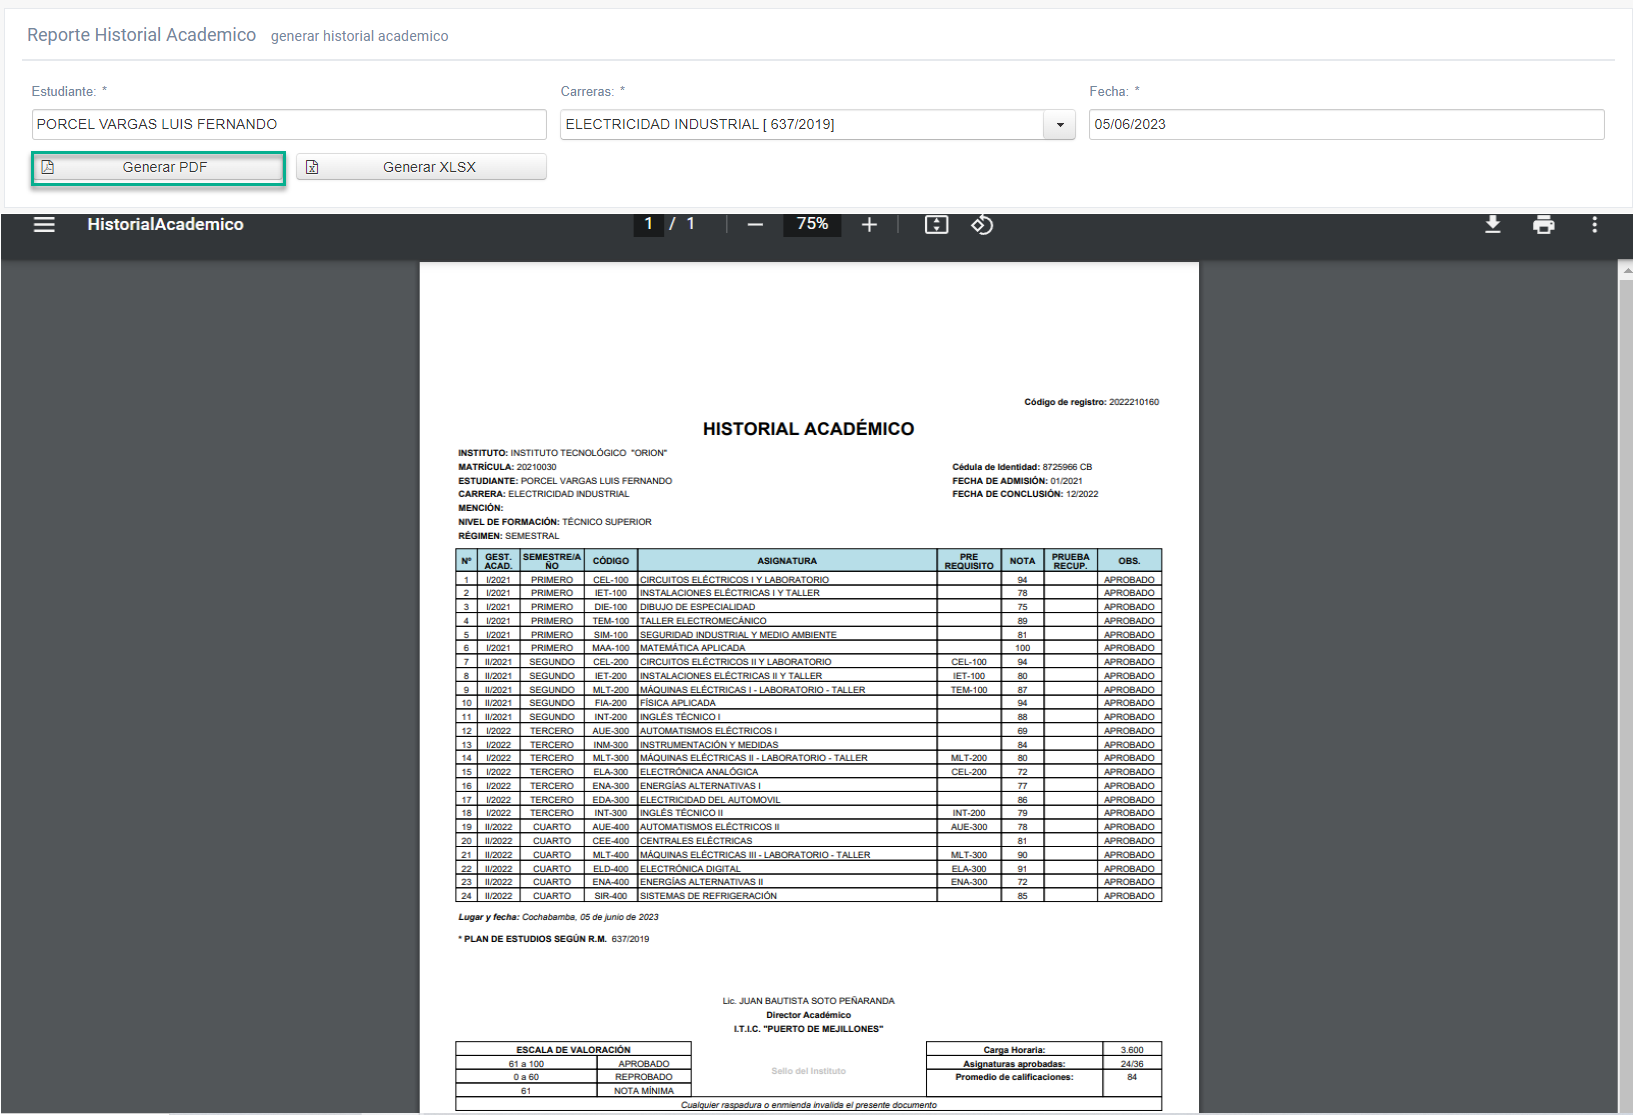 Reporte Historial Academico generar historial academico
Estudiante: * Carreras: * Fecha: *
PORCEL VARGAS LUIS FERNANDO ELECTRICIDAD INDUSTRIAL [ 637/2019] 05/06/2023
Generar PDF Generar XLSX
HistorialAcademico 1 / 1 75%
Código de registro: 2022210160
HISTORIAL ACADÉMICO
INSTITUTO: INSTITUTO TECNOLÓGICO "ORION"
MATRÍCULA: 20210030 Cédula de Identidad: 8725966 CB
ESTUDIANTE: PORCEL VARGAS LUIS FERNANDO FECHA DE ADMISIÓN: 01/2021
CARRERA: ELECTRICIDAD INDUSTRIAL FECHA DE CONCLUSIÓN: 12/2022
MENCIÓN:
NIVEL DE FORMACIÓN: TÉCNICO SUPERIOR
RÉGIMEN: SEMESTRAL
Nº GEST. ACAD. SEMESTRE/AÑO CÓDIGO ASIGNATURA PRE REQUISITO NOTA PRUEBA RECUP. OBS.
1 I/2021 PRIMERO CEL-100 CIRCUITOS ELÉCTRICOS I Y LABORATORIO 94 APROBADO
2 I/2021 PRIMERO IET-100 INSTALACIONES ELÉCTRICAS I Y TALLER 78 APROBADO
3 I/2021 PRIMERO DIE-100 DIBUJO DE ESPECIALIDAD 75 APROBADO
4 I/2021 PRIMERO TEM-100 TALLER ELECTROMECÁNICO 89 APROBADO
5 I/2021 PRIMERO SIM-100 SEGURIDAD INDUSTRIAL Y MEDIO AMBIENTE 81 APROBADO
6 I/2021 PRIMERO MAA-100 MATEMÁTICA APLICADA 100 APROBADO
7 II/2021 SEGUNDO CEL-200 CIRCUITOS ELÉCTRICOS II Y LABORATORIO CEL-100 94 APROBADO
8 II/2021 SEGUNDO IET-200 INSTALACIONES ELÉCTRICAS II Y TALLER IET-100 80 APROBADO
9 II/2021 SEGUNDO MLT-200 MÁQUINAS ELÉCTRICAS I - LABORATORIO - TALLER TEM-100 87 APROBADO
10 II/2021 SEGUNDO FIA-200 FÍSICA APLICADA 94 APROBADO
11 II/2021 SEGUNDO INT-200 INGLÉS TÉCNICO I 88 APROBADO
12 I/2022 TERCERO AUE-300 AUTOMATISMOS ELÉCTRICOS I 69 APROBADO
13 I/2022 TERCERO INM-300 INSTRUMENTACIÓN Y MEDIDAS 84 APROBADO
14 I/2022 TERCERO MLT-300 MÁQUINAS ELÉCTRICAS II - LABORATORIO - TALLER MLT-200 80 APROBADO
15 I/2022 TERCERO ELA-300 ELECTRÓNICA ANALÓGICA CEL-200 72 APROBADO
16 I/2022 TERCERO ENA-300 ENERGÍAS ALTERNATIVAS I 77 APROBADO
17 I/2022 TERCERO EDA-300 ELECTRICIDAD DEL AUTOMOVIL 86 APROBADO
18 I/2022 TERCERO INT-300 INGLÉS TÉCNICO II INT-200 79 APROBADO
19 II/2022 CUARTO AUE-400 AUTOMATISMOS ELÉCTRICOS II AUE-300 78 APROBADO
20 II/2022 CUARTO CEE-400 CENTRALES ELÉCTRICAS 81 APROBADO
21 II/2022 CUARTO MLT-400 MÁQUINAS ELÉCTRICAS III - LABORATORIO - TALLER MLT-300 90 APROBADO
22 II/2022 CUARTO ELD-400 ELECTRÓNICA DIGITAL ELA-300 91 APROBADO
23 II/2022 CUARTO ENA-400 ENERGÍAS ALTERNATIVAS II ENA-300 72 APROBADO
24 II/2022 CUARTO SIR-400 SISTEMAS DE REFRIGERACIÓN 85 APROBADO
Lugar y fecha: Cochabamba, 05 de junio de 2023
* PLAN DE ESTUDIOS SEGÚN R.M. 637/2019
Lic. JUAN BAUTISTA SOTO PEÑARANDA
Director Académico
I.T.I.C. "PUERTO DE MEJILLONES"
ESCALA DE VALORACIÓN Carga Horaria: 3.600
61 a 100 APROBADO Asignaturas aprobadas: 24/36
0 a 60 REPROBADO Sello del Instituto Promedio de calificaciones: 84
61 NOTA MÍNIMA
Cualquier raspadura o enmienda invalida el presente documento